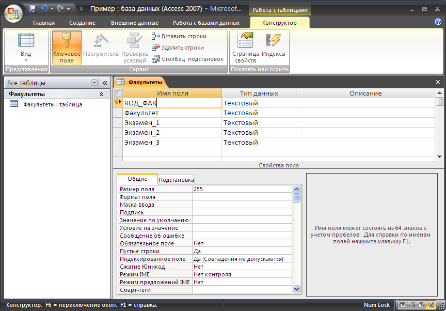 Пример : база данных (Access 2007) - Microsoft...
Работа с таблицами
Главная
Создание
Внешние данные
Работа с базами данных
Конструктор
Вид
Ключевое поле
Построитель
Проверка условий
Вставить строки
Удалить строки
Столбец подстановок
Страница свойств
Индексы
Представления
Сервис
Показать или скрыть
Все таблицы
Факультеты
Факультеты : таблица
Факультеты
Имя поля Тип данных Описание
КОД_ФАК Текстовый
Факультет Текстовый
Экзамен_1 Текстовый
Экзамен_2 Текстовый
Экзамен_3 Текстовый
Свойства поля
Общие Подстановка
Размер поля 255
Формат поля
Маска ввода
Подпись
Значение по умолчанию
Условие на значение
Сообщение об ошибке
Обязательное поле Нет
Пустые строки Да
Индексированное поле Да (Совпадения не допускаются)
Сжатие Юникод Нет
Режим IME Нет контроля
Режим предложений IME Нет
Смарт-теги
Имя поля может состоять из 64 знаков с
учетом пробелов. Для справки по именам
полей нажмите клавишу F1.
Конструктор. F6 = переключение окон. F1 = справка.
Num Lock